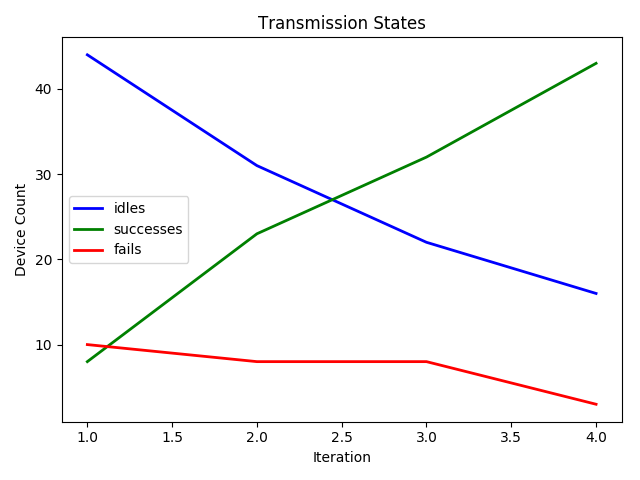 Transmission States
Device Count
40
30
20
10
idles
successes
fails
1.0 1.5 2.0 2.5 3.0 3.5 4.0
Iteration